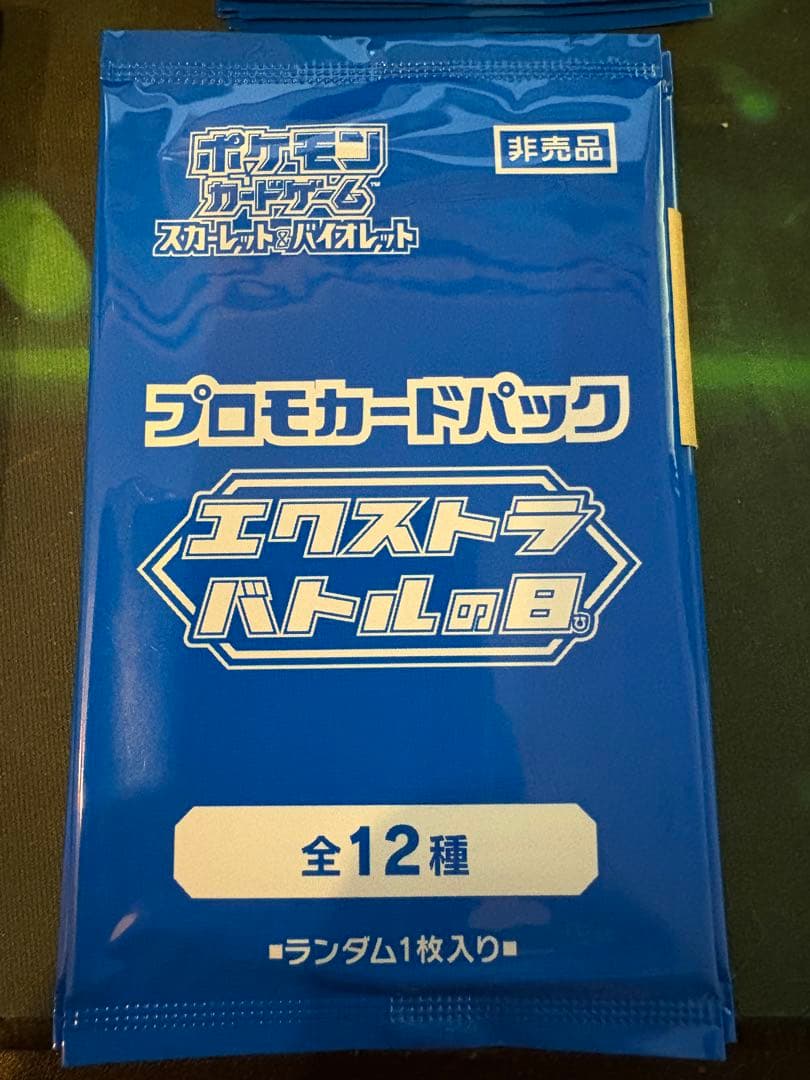 ポケモン
カードゲーム™
スカーレット&バイオレット
非売品
プロモカードパック
エクストラ
バトルの日
全12種
■ランダム1枚入り■